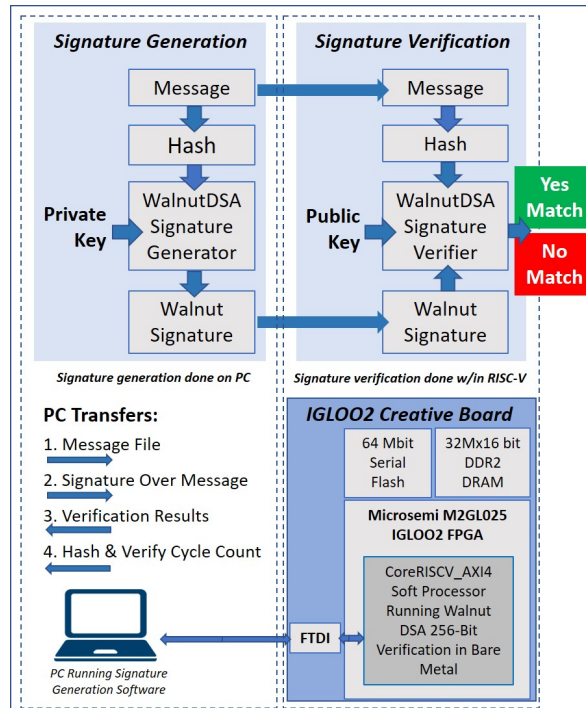 Signature Generation
Message
Hash
Private
Key
WalnutDSA
Signature
Generator
Walnut
Signature
Signature generation done on PC
Signature Verification
Message
Hash
Public
Key
WalnutDSA
Signature
Verifier
Walnut
Signature
Yes
Match
No
Match
Signature verification done w/in RISC-V
PC Transfers:
1. Message File
2. Signature Over Message
3. Verification Results
4. Hash & Verify Cycle Count
PC Running Signature
Generation Software
IGLOO2 Creative Board
64 Mbit
Serial
Flash
32Mx16 bit
DDR2
DRAM
Microsemi M2GL025
IGLOO2 FPGA
CoreRISCV_AXI4
Soft Processor
Running Walnut
DSA 256-Bit
Verification in Bare
Metal
FTDI